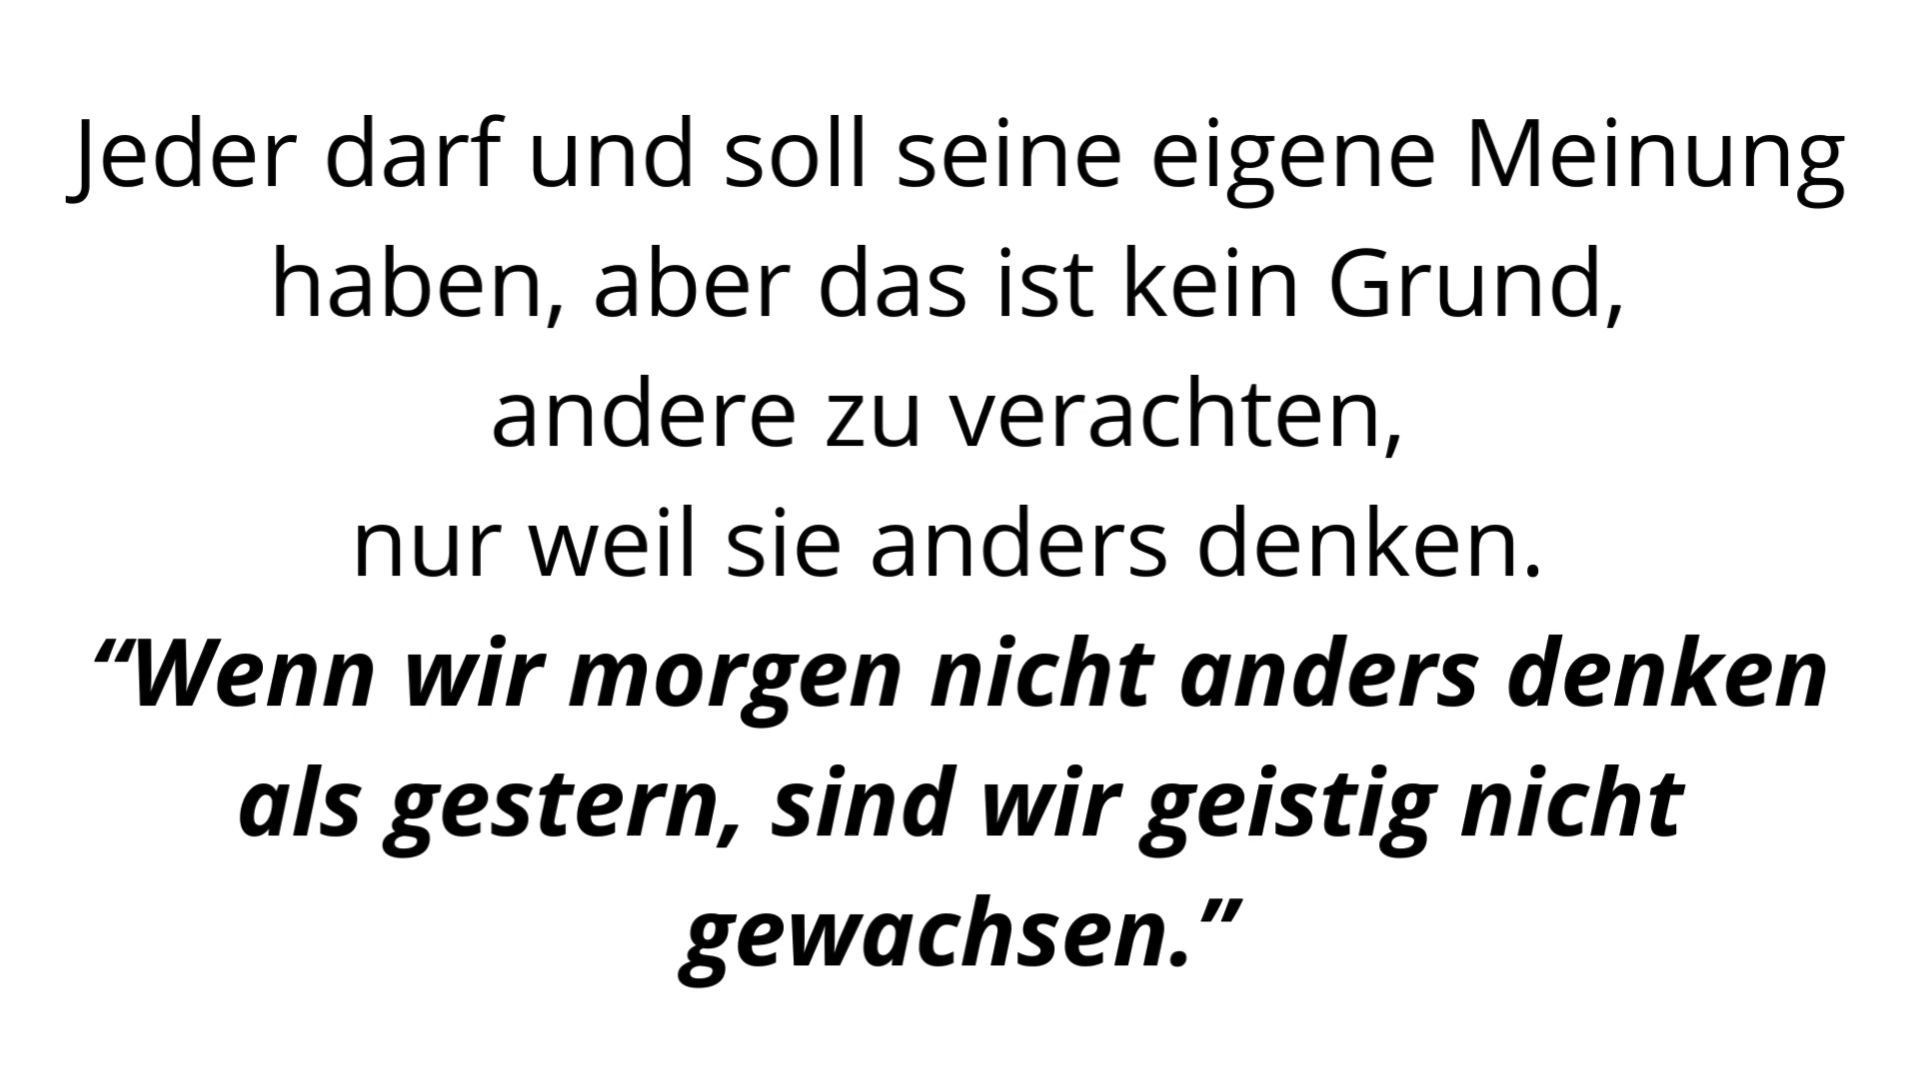 Jeder darf und soll seine eigene Meinung
haben, aber das ist kein Grund,
andere zu verachten,
nur weil sie anders denken.
“Wenn wir morgen nicht anders denken
als gestern, sind wir geistig nicht
gewachsen.”